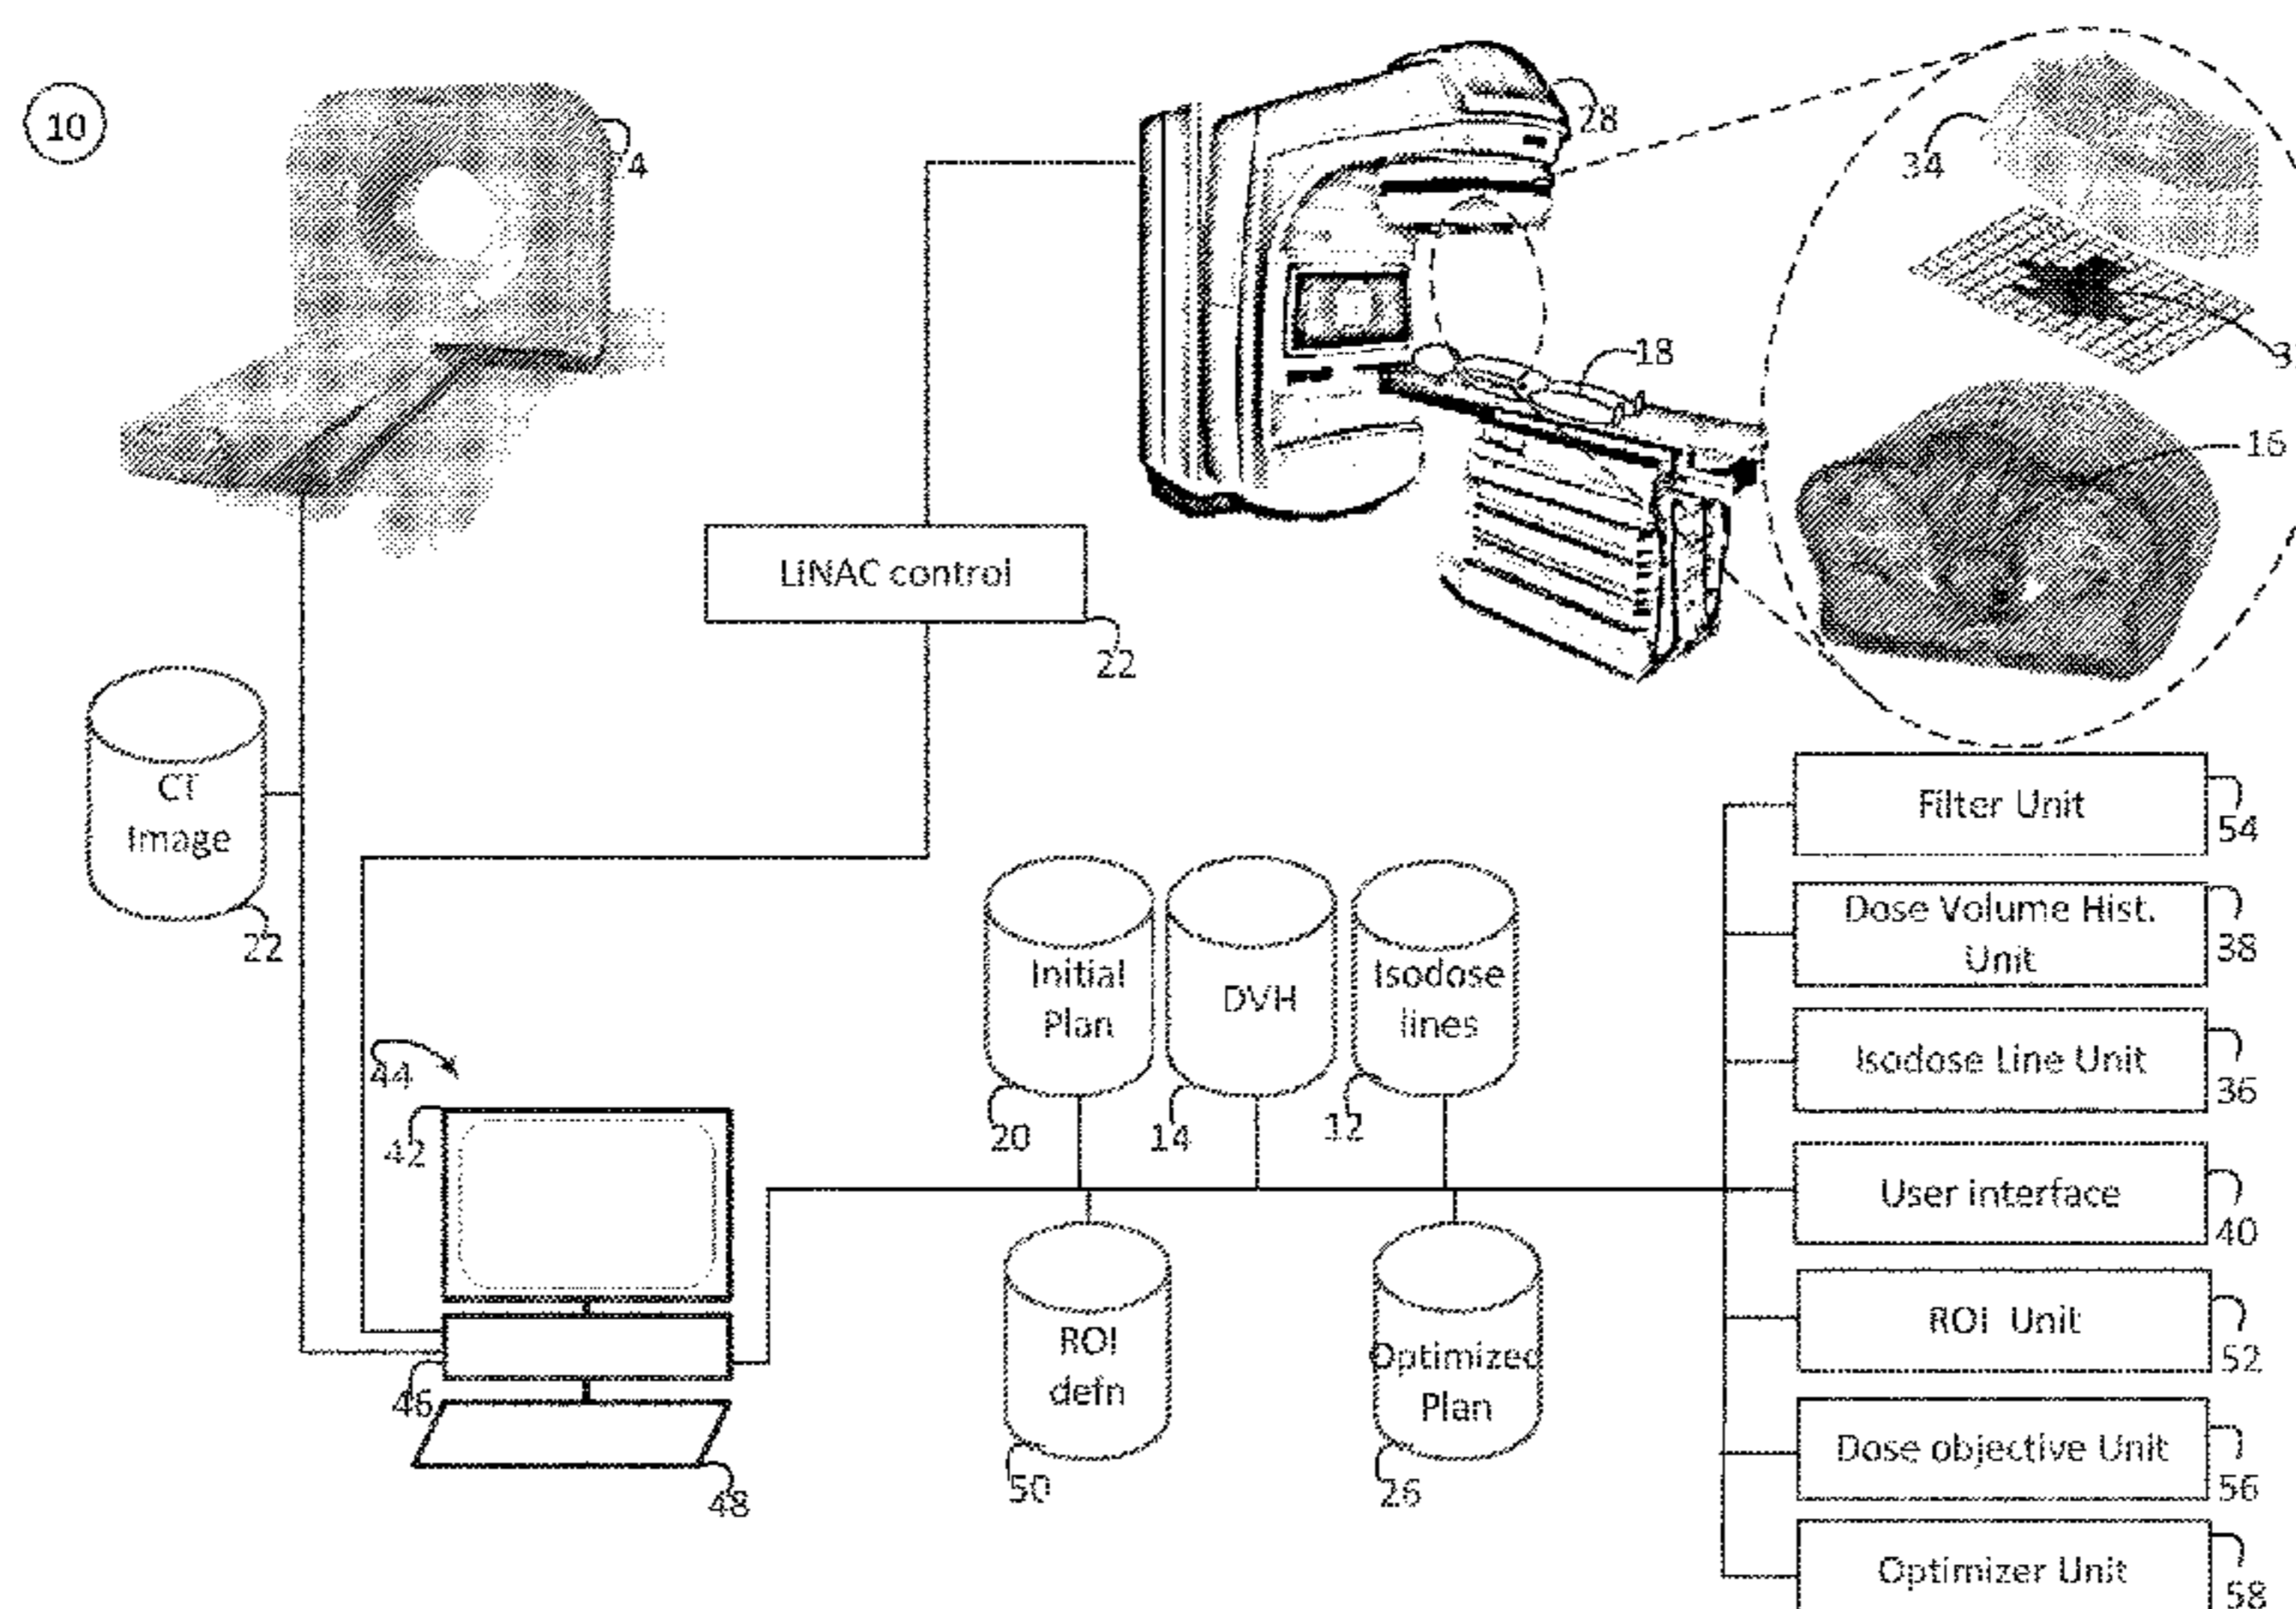 10
28
34
18
16
LiNAC control
22
CT
Image
22
Filter Unit
54
Dose Volume Hist.
Unit
38
Initial
Plan
DVH
Isodose
lines
Isodose Line Unit
36
44
42
20
14
12
User interface
40
ROI
defn
Optimized
Plan
ROI Unit
52
46
48
50
26
Dose objective Unit
56
Optimizer Unit
58